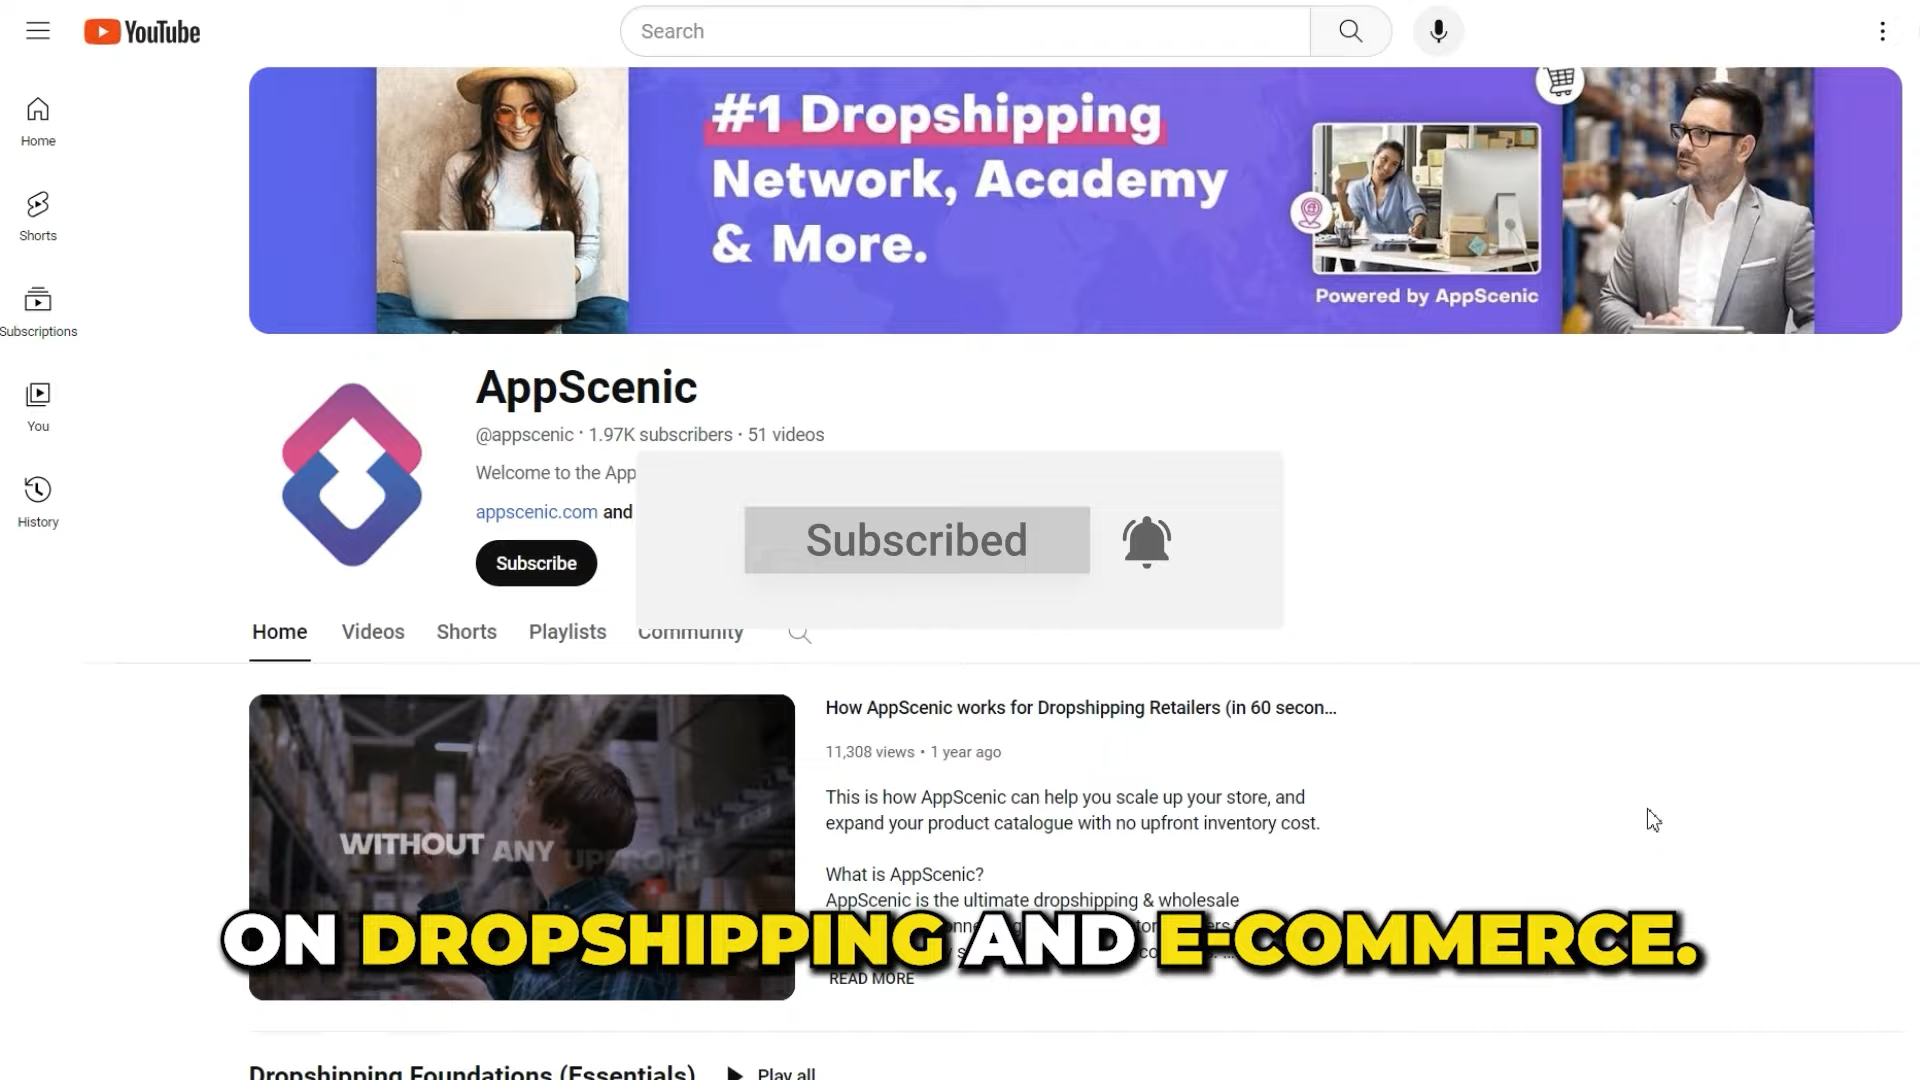 YouTube
Search
Home
Shorts
Subscriptions
You
History
#1 Dropshipping
Network, Academy
& More.
Powered by AppScenic
AppScenic
@appscenic • 1.97K subscribers • 51 videos
Welcome to the App
appscenic.com and
Subscribe
Subscribed
Home Videos Shorts Playlists Community
WITHOUT ANY UPFRONT
How AppScenic works for Dropshipping Retailers (in 60 secon...
11,308 views • 1 year ago
This is how AppScenic can help you scale up your store, and
expand your product catalogue with no upfront inventory cost.
What is AppScenic?
AppScenic is the ultimate dropshipping & wholesale
ON DROPSHIPPING AND E-COMMERCE.
READ MORE
Dropshipping Foundations (Essentials) Play all